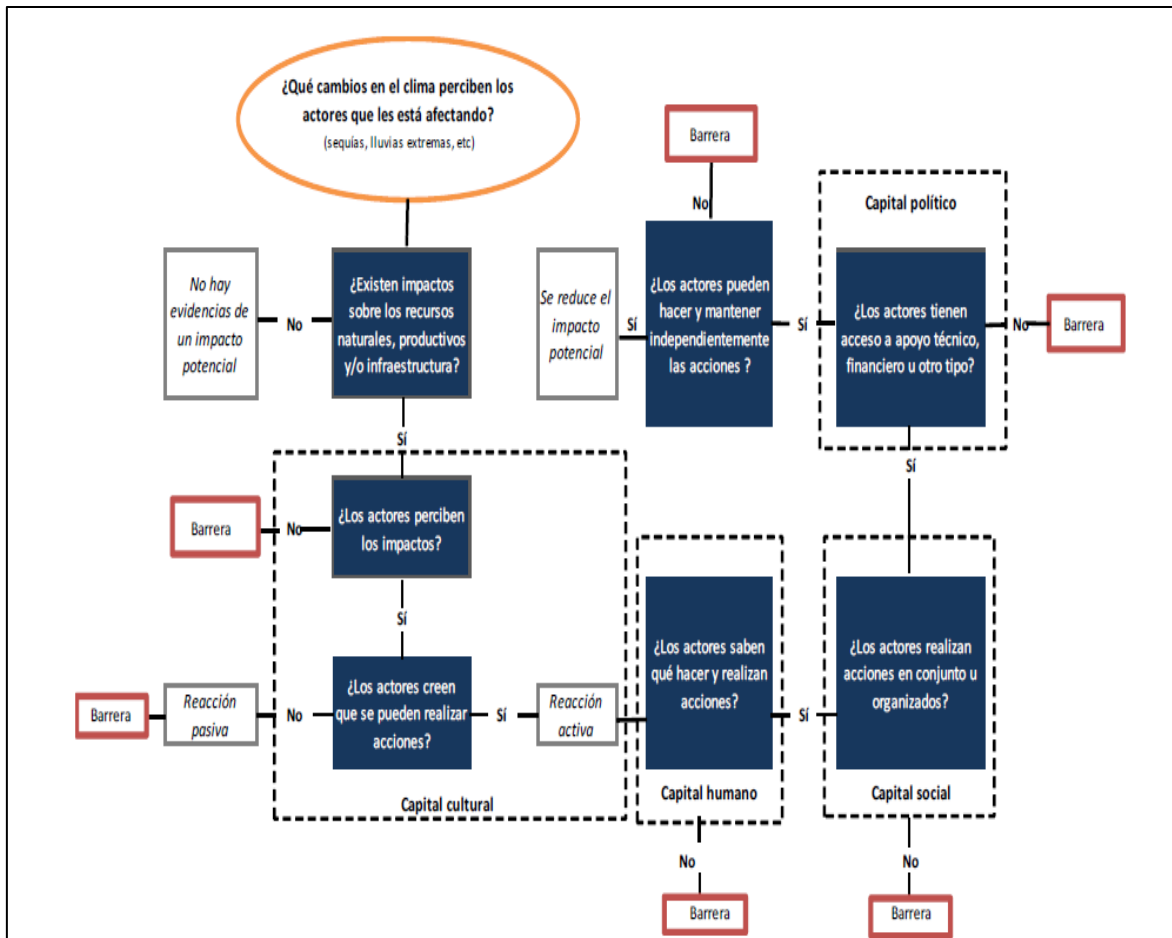 ¿Qué cambios en el clima perciben los
actores que les está afectando?
(sequías, lluvias extremas, etc)
No hay
evidencias de
un impacto
potencial
No
¿Existen impactos
sobre los recursos
naturales, productivos
y/o infraestructura?
Sí
Barrera
No
¿Los actores perciben
los impactos?
Sí
Barrera
Reacción
pasiva
No
¿Los actores creen
que se pueden realizar
acciones?
Sí
Reacción
activa
Capital cultural
¿Los actores saben
qué hacer y realizan
acciones?
Capital humano
No
Barrera
Sí
¿Los actores realizan
acciones en conjunto u
organizados?
Capital social
No
Barrera
Sí
Capital político
¿Los actores tienen
acceso a apoyo técnico,
financiero u otro tipo?
No
Barrera
Sí
¿Los actores pueden
hacer y mantener
independientemente
las acciones ?
No
Barrera
Sí
Se reduce el
impacto
potencial